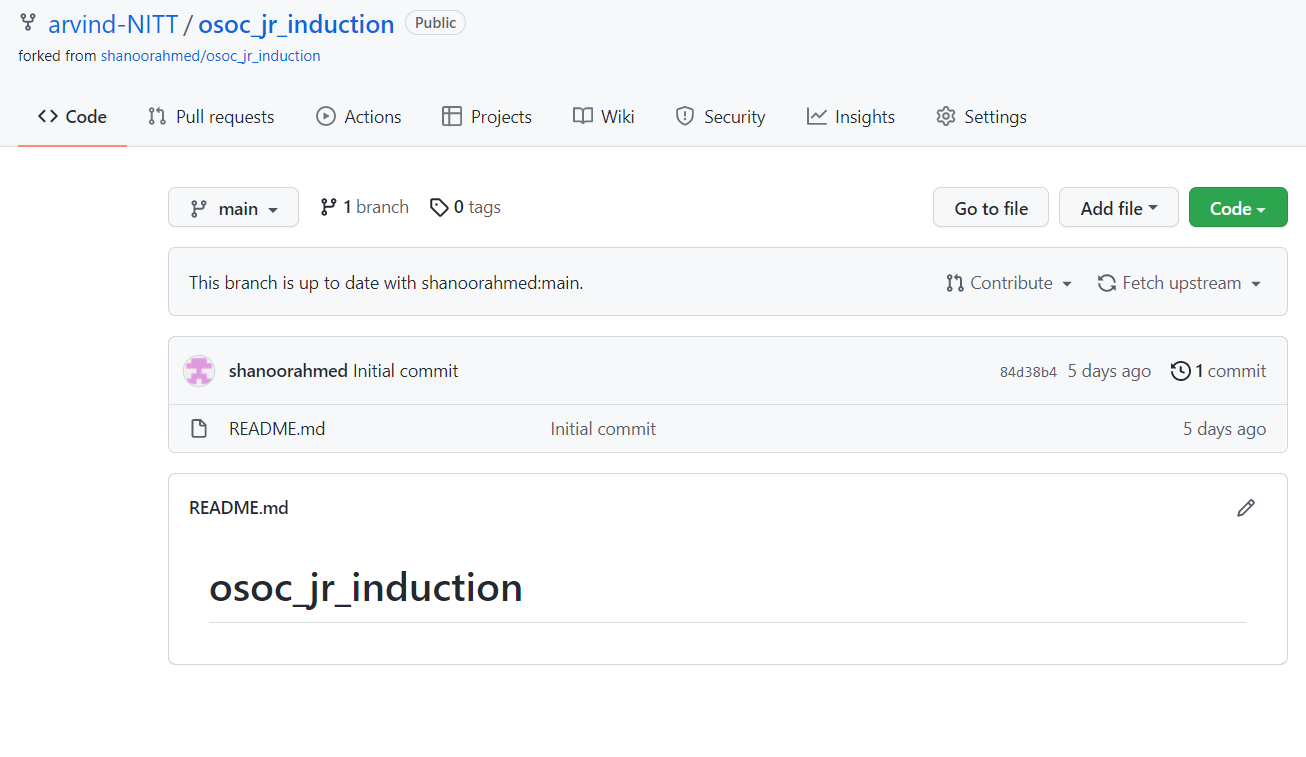 arvind-NITT / osoc_jr_induction Public
forked from shanoorahmed/osoc_jr_induction
<> Code Pull requests Actions Projects Wiki Security Insights Settings
main 1 branch 0 tags Go to file Add file Code
This branch is up to date with shanoorahmed:main. Contribute Fetch upstream
shanoorahmed Initial commit 84d38b4 5 days ago 1 commit
README.md Initial commit 5 days ago
README.md
osoc_jr_induction